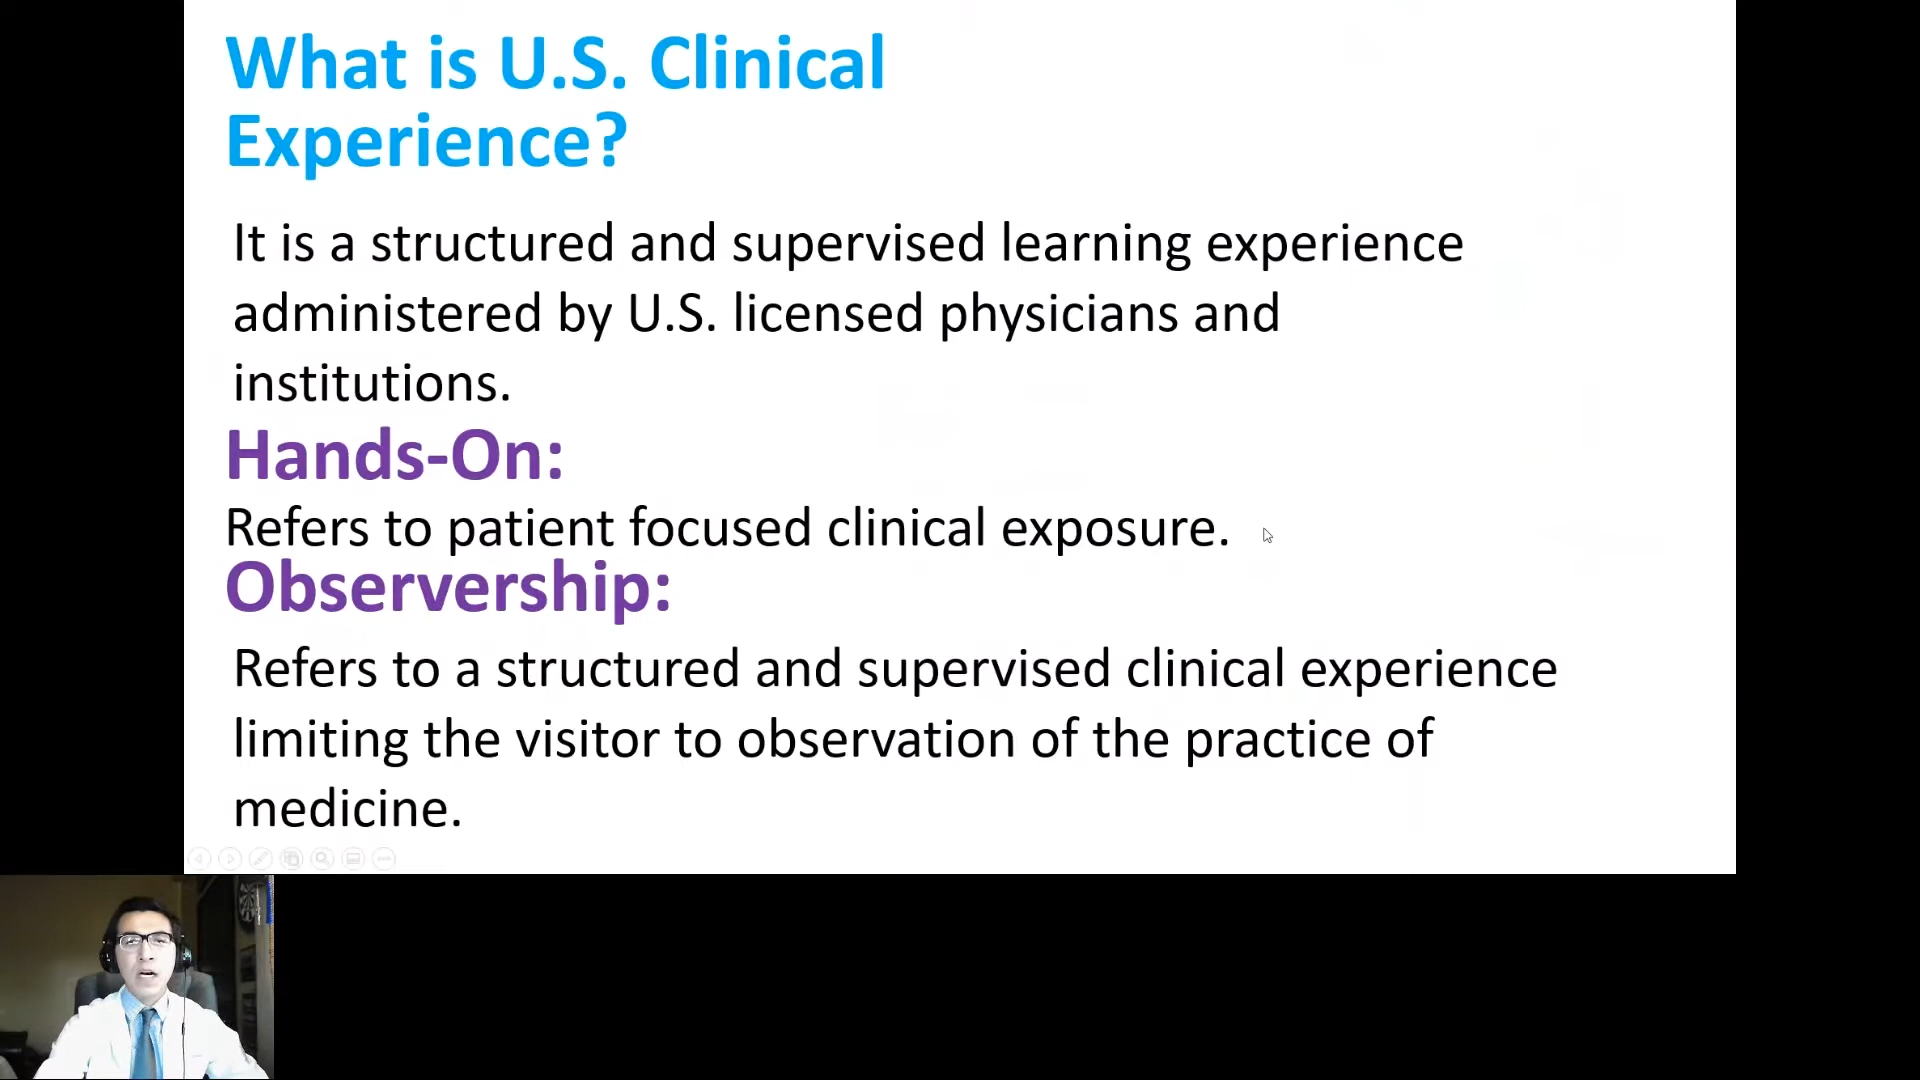 What is U.S. Clinical
Experience?
It is a structured and supervised learning experience
administered by U.S. licensed physicians and
institutions.
Hands-On:
Refers to patient focused clinical exposure.
Observership:
Refers to a structured and supervised clinical experience
limiting the visitor to observation of the practice of
medicine.